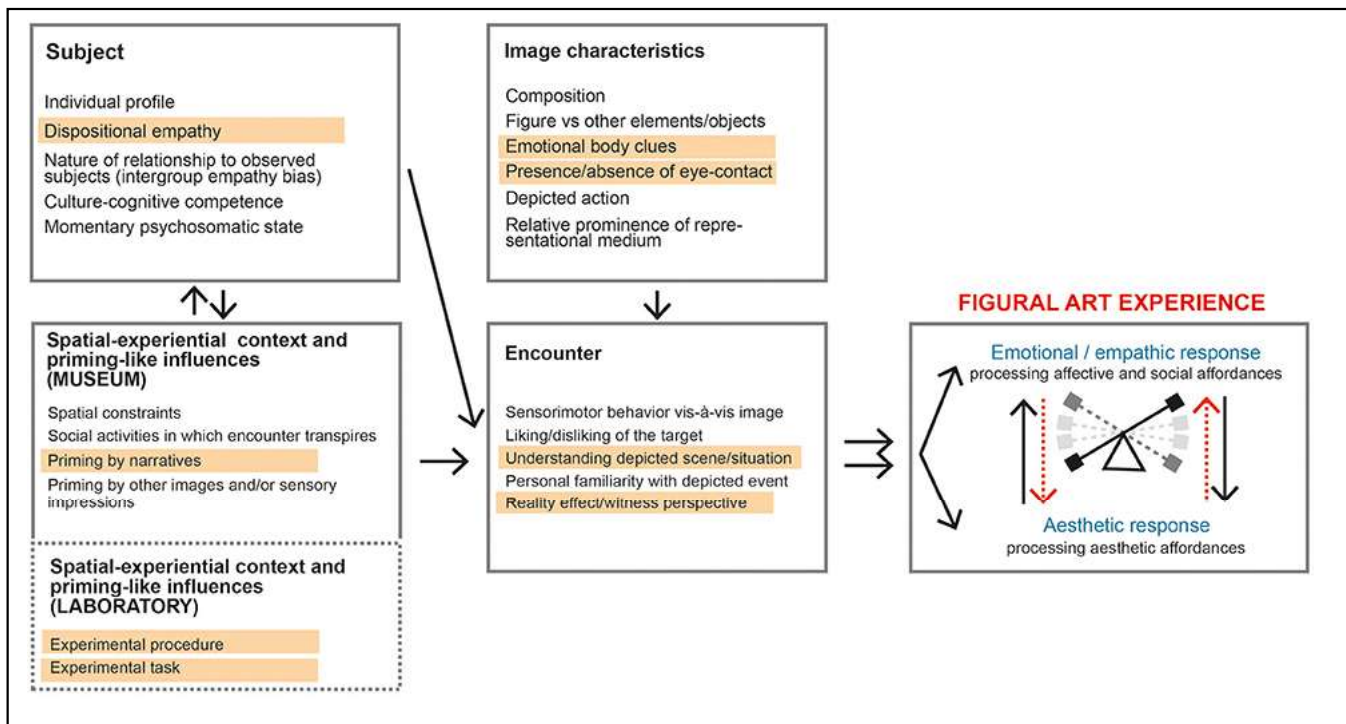 Subject
Individual profile
Dispositional empathy
Nature of relationship to observed
subjects (intergroup empathy bias)
Culture-cognitive competence
Momentary psychosomatic state
Image characteristics
Composition
Figure vs other elements/objects
Emotional body clues
Presence/absence of eye-contact
Depicted action
Relative prominence of repre-
sentational medium
Spatial-experiential context and
priming-like influences
(MUSEUM)
Spatial constraints
Social activities in which encounter transpires
Priming by narratives
Priming by other images and/or sensory
impressions
Spatial-experiential context and
priming-like influences
(LABORATORY)
Experimental procedure
Experimental task
Encounter
Sensorimotor behavior vis-à-vis image
Liking/disliking of the target
Understanding depicted scene/situation
Personal familiarity with depicted event
Reality effect/witness perspective
FIGURAL ART EXPERIENCE
Emotional / empathic response
processing affective and social affordances
Aesthetic response
processing aesthetic affordances